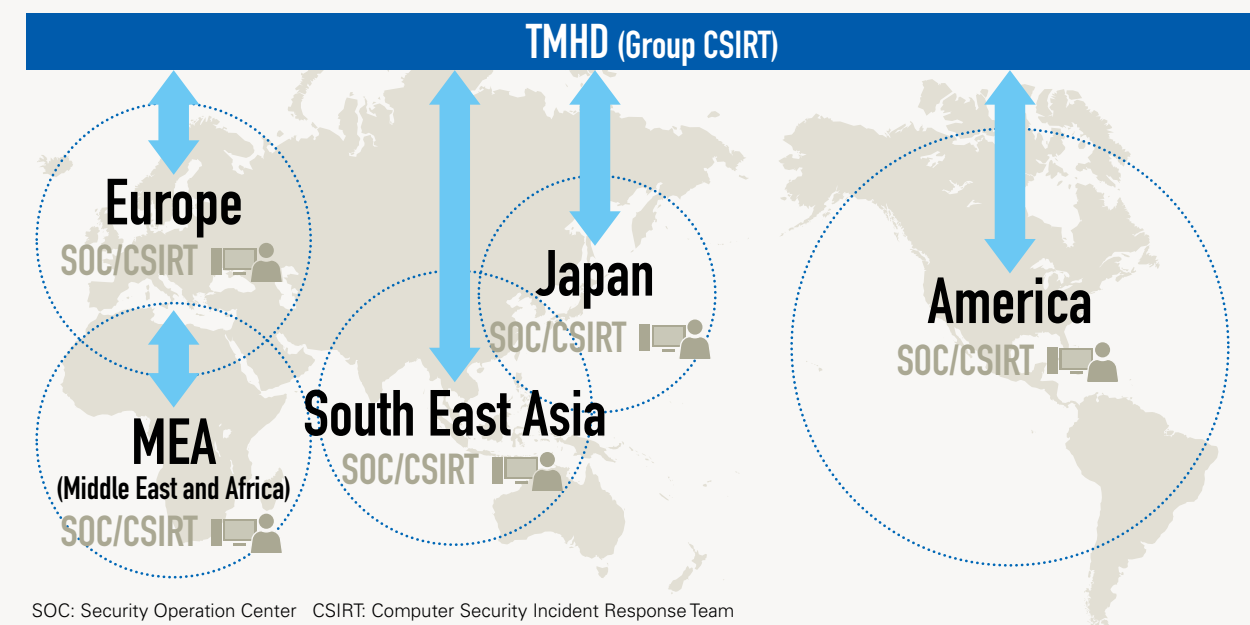 TMHD (Group CSIRT)
Europe
SOC/CSIRT
Japan
SOC/CSIRT
America
SOC/CSIRT
MEA
(Middle East and Africa)
SOC/CSIRT
South East Asia
SOC/CSIRT
SOC: Security Operation Center CSIRT: Computer Security Incident Response Team